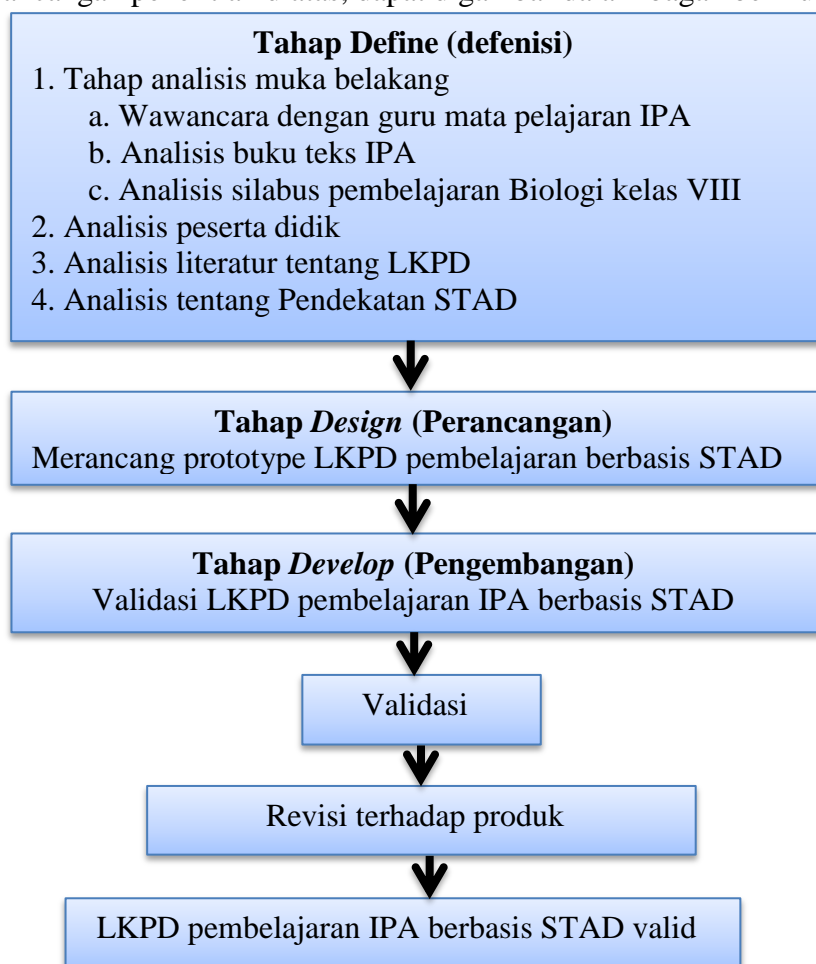 Tahap Define (defenisi)
1. Tahap analisis muka belakang
a. Wawancara dengan guru mata pelajaran IPA
b. Analisis buku teks IPA
c. Analisis silabus pembelajaran Biologi kelas VIII
2. Analisis peserta didik
3. Analisis literatur tentang LKPD
4. Analisis tentang Pendekatan STAD
Tahap Design (Perancangan)
Merancang prototype LKPD pembelajaran berbasis STAD
Tahap Develop (Pengembangan)
Validasi LKPD pembelajaran IPA berbasis STAD
Validasi
Revisi terhadap produk
LKPD pembelajaran IPA berbasis STAD valid